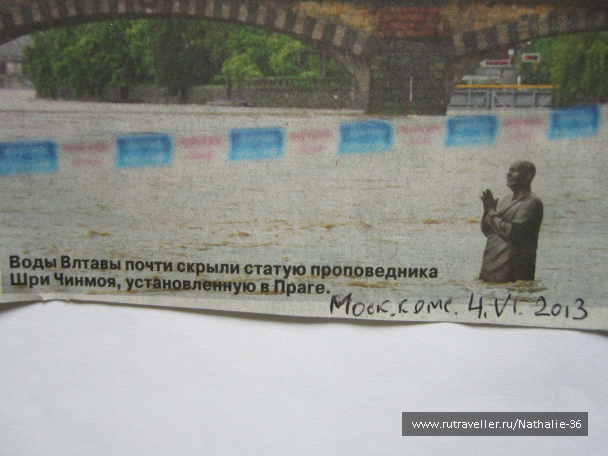 Воды Влтавы почти скрыли статую проповедника
Шри Чинмоя, установленную в Праге.
Моск.комс. 4.VI.2013
www.rutraveller.ru/Nathalie-36